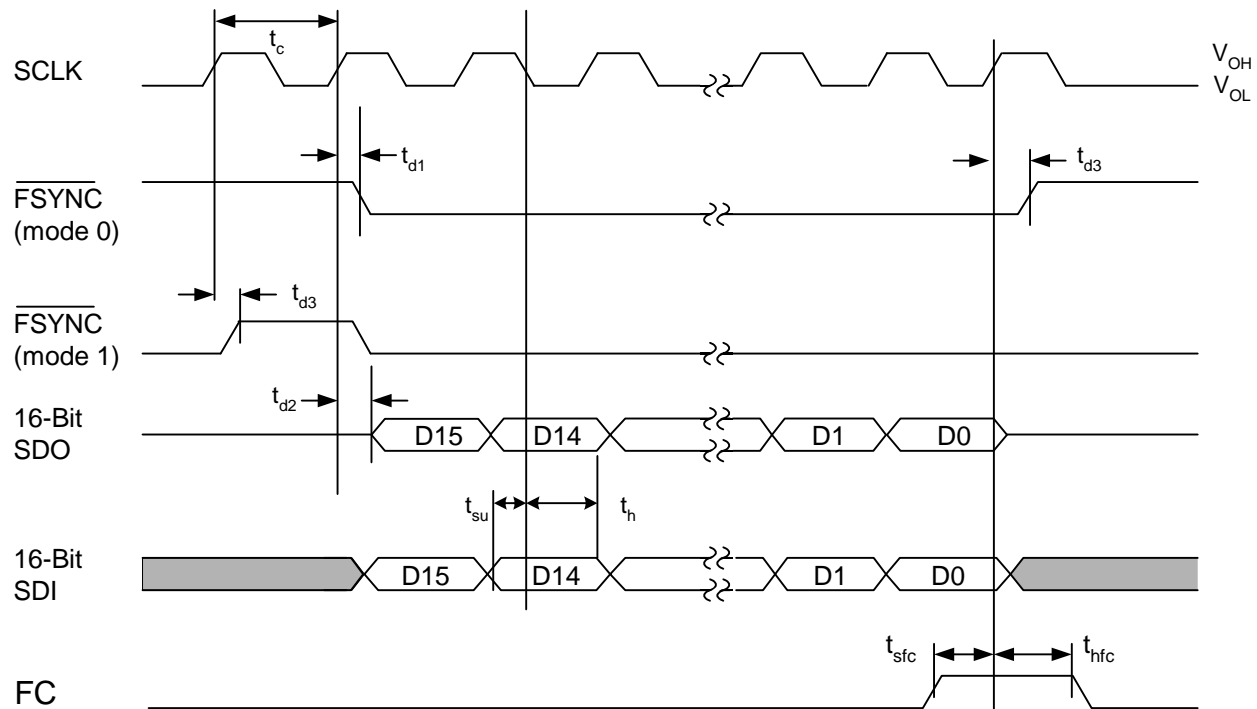 t_c
SCLK
V_OH
V_OL
t_d1
t_d3
FSYNC
(mode 0)
t_d3
FSYNC
(mode 1)
t_d2
16-Bit
SDO
D15 D14 D1 D0
t_su t_h
16-Bit
SDI
D15 D14 D1 D0
t_sfc t_hfc
FC